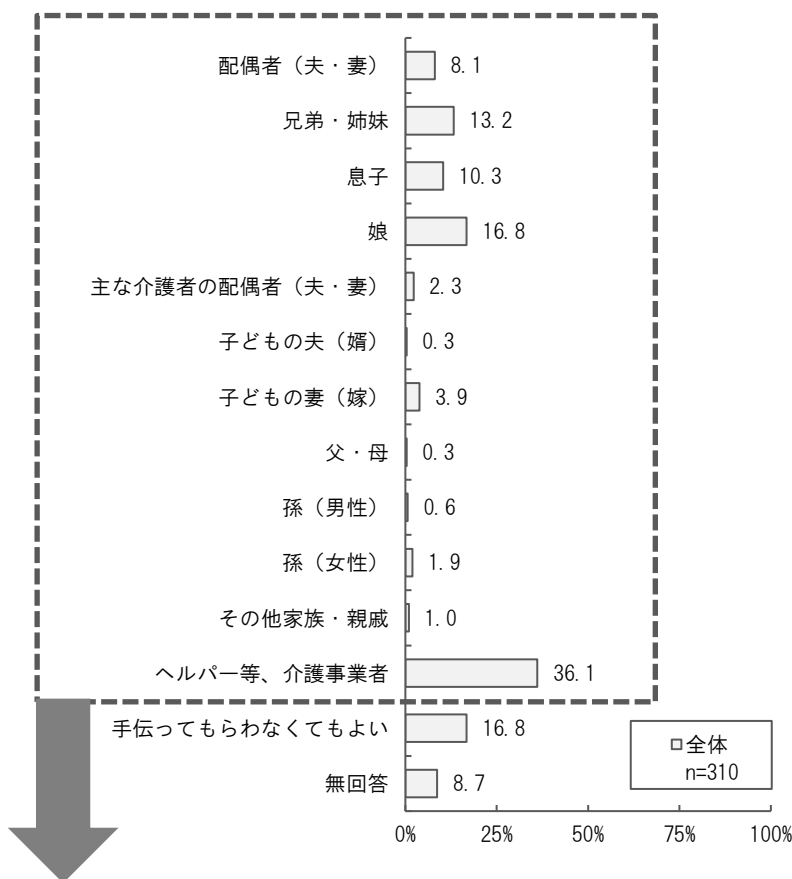 配偶者（夫・妻） 8.1
兄弟・姉妹 13.2
息子 10.3
娘 16.8
主な介護者の配偶者（夫・妻） 2.3
子どもの夫（婿） 0.3
子どもの妻（嫁） 3.9
父・母 0.3
孫（男性） 0.6
孫（女性） 1.9
その他家族・親戚 1.0
ヘルパー等、介護事業者 36.1
手伝ってもらわなくてもよい 16.8
無回答 8.7
全体
n=310
0% 25% 50% 75% 100%